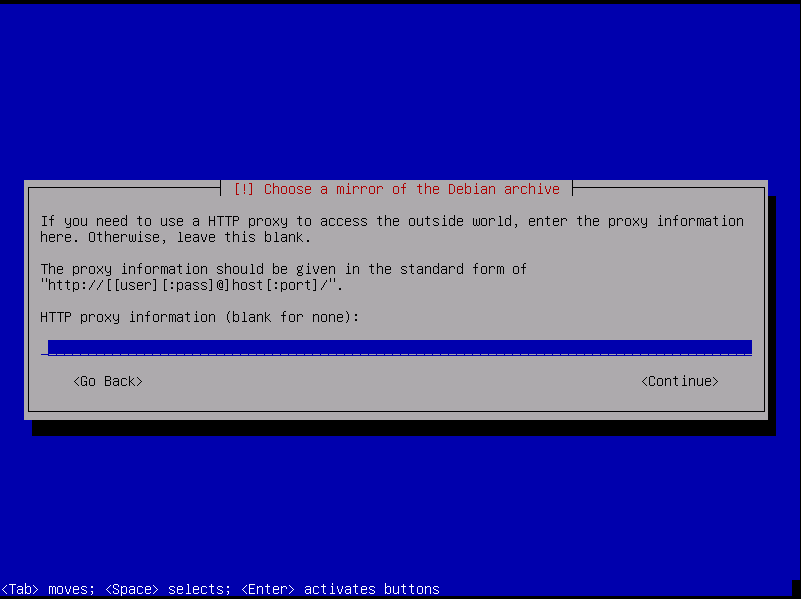 [!] Choose a mirror of the Debian archive
If you need to use a HTTP proxy to access the outside world, enter the proxy information
here. Otherwise, leave this blank.
The proxy information should be given in the standard form of
"http://[[user][:pass]@]host[:port]/".
HTTP proxy information (blank for none):
<Go Back> <Continue>
<Tab> moves; <Space> selects; <Enter> activates buttons